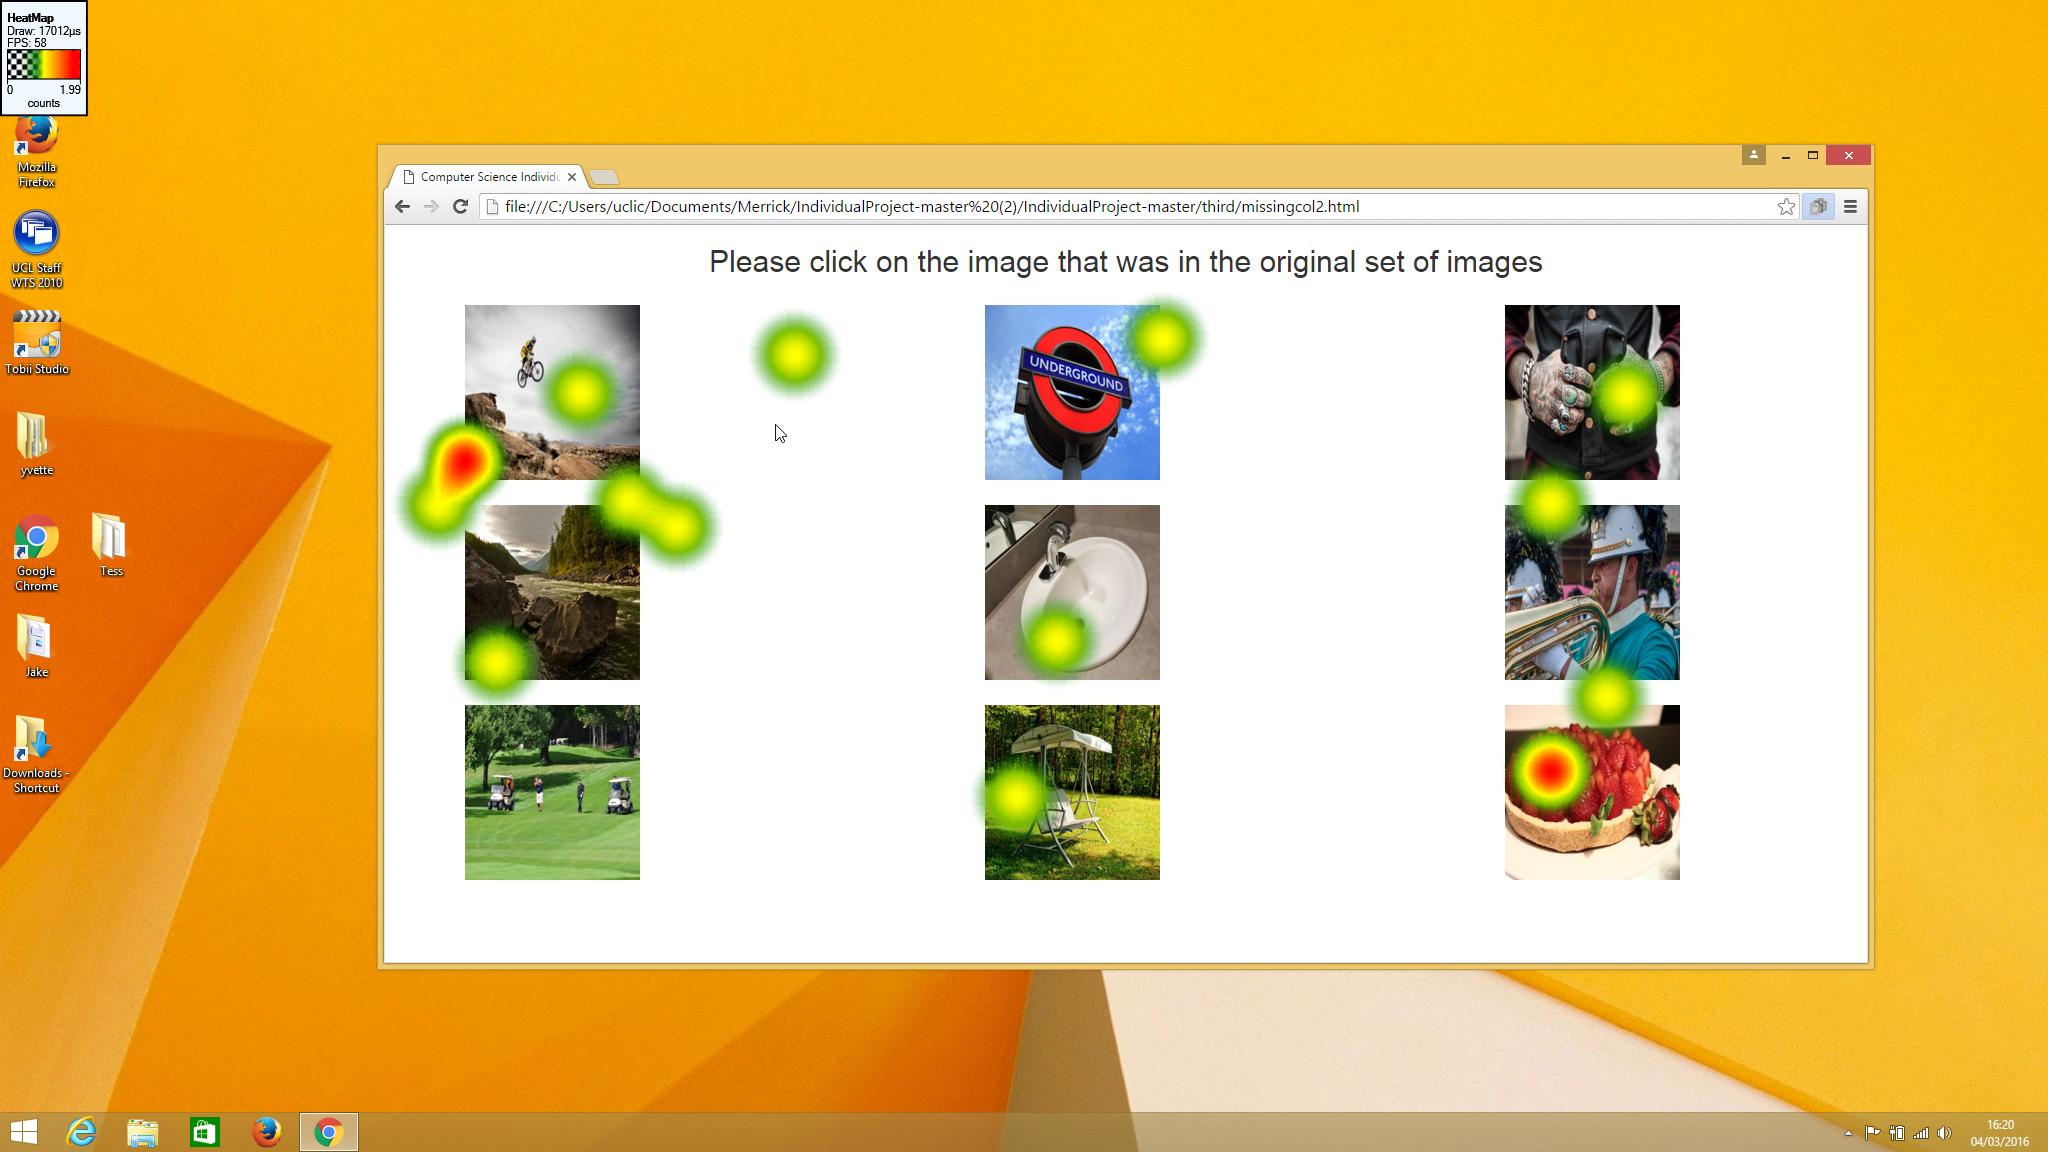 HeatMap
Draw: 17012µs
FPS: 58
0 1.99
counts
Mozilla
Firefox
UCL Staff
WTS 2010
Tobii Studio
yvette
Google
Chrome
Tess
Jake
Downloads -
Shortcut
Computer Science Individu
file:///C:/Users/uclic/Documents/Merrick/IndividualProject-master%20(2)/IndividualProject-master/third/missingcol2.html
Please click on the image that was in the original set of images
UNDERGROUND
16:20
04/03/2016